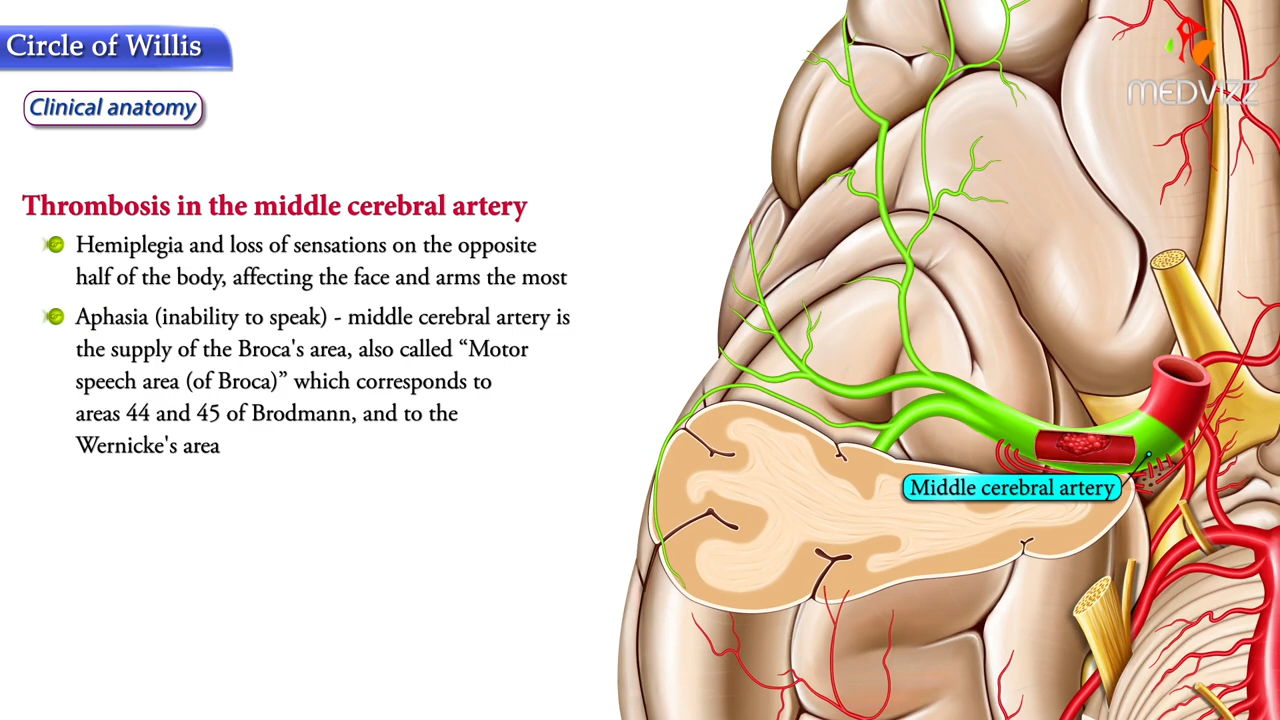 Circle of Willis
Clinical anatomy
MEDVIZZ
Thrombosis in the middle cerebral artery
Hemiplegia and loss of sensations on the opposite
half of the body, affecting the face and arms the most
Aphasia (inability to speak) - middle cerebral artery is
the supply of the Broca's area, also called “Motor
speech area (of Broca)” which corresponds to
areas 44 and 45 of Brodmann, and to the
Wernicke's area
Middle cerebral artery